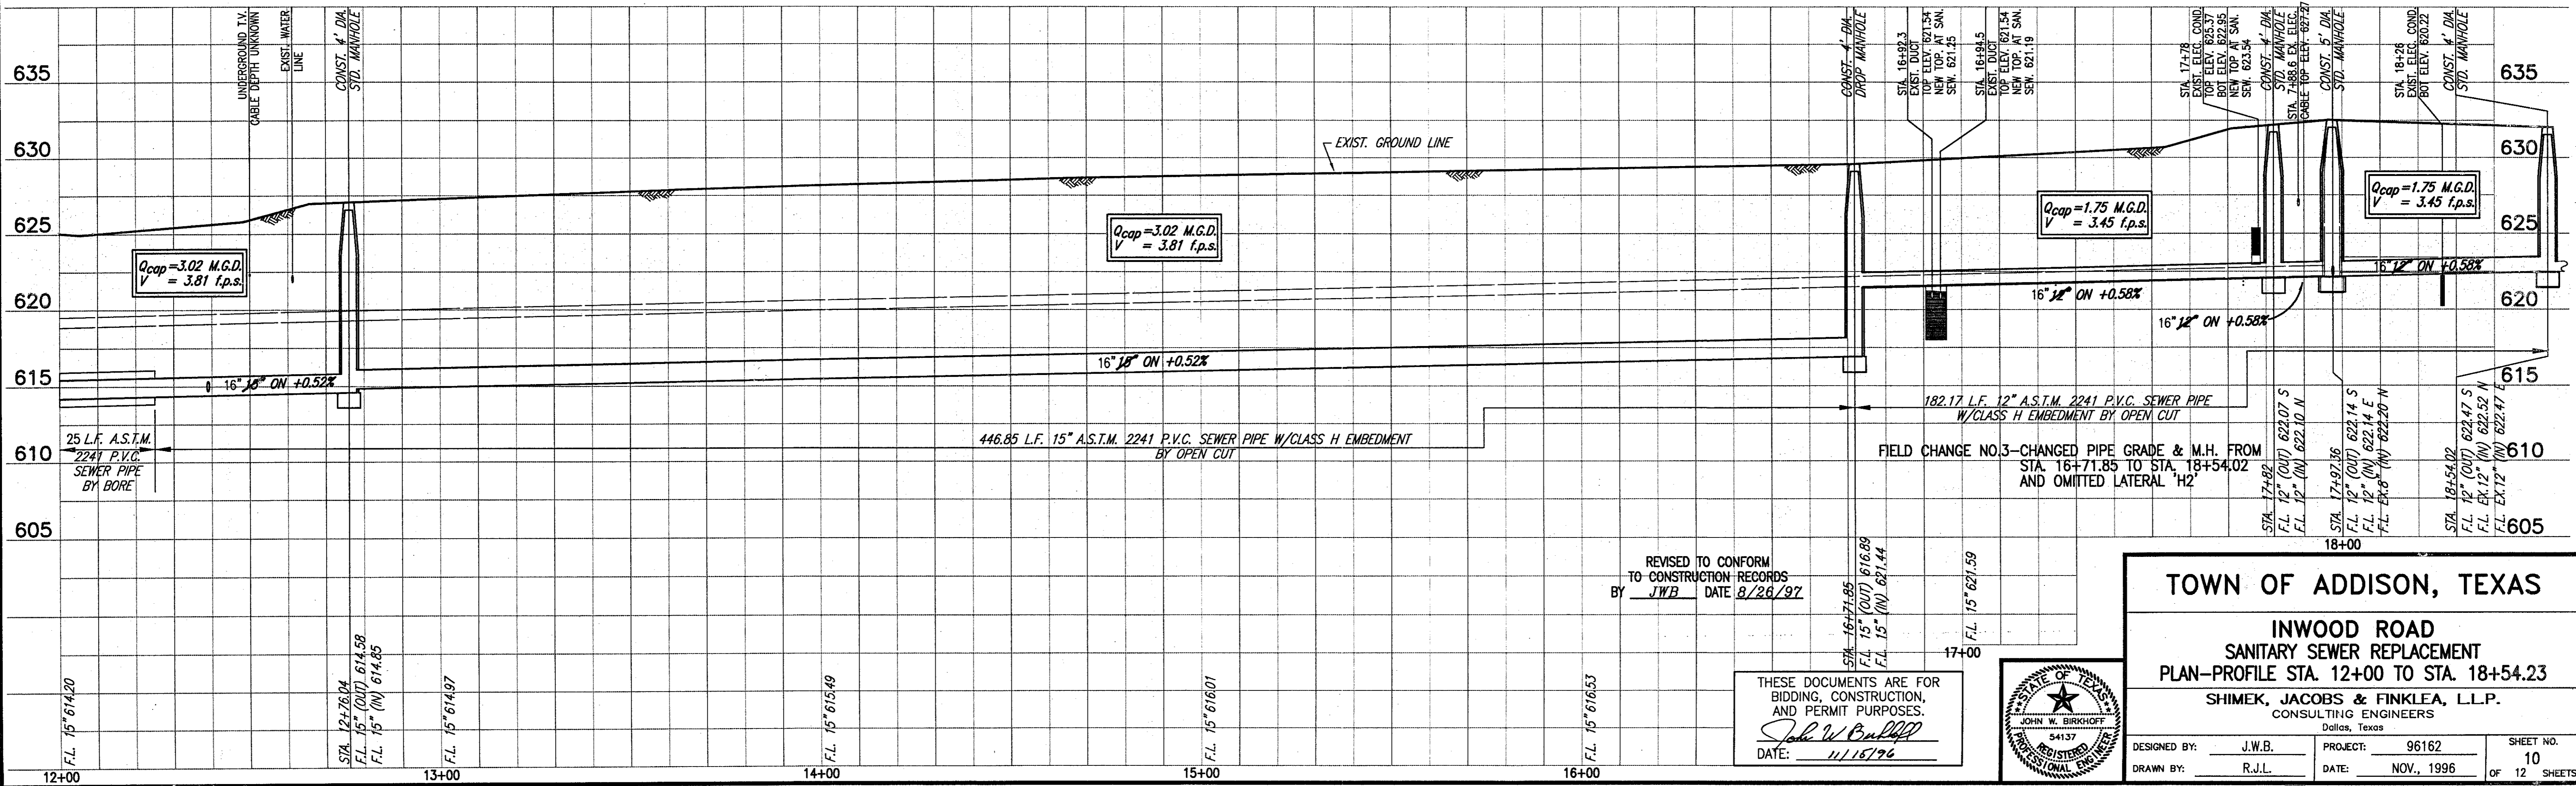 UNDERGROUND T.V.
CABLE DEPTH UNKNOWN
EXIST. WATER
LINE
CONST. 4' DIA.
STD. MANHOLE
CONST. 4' DIA.
DROP MANHOLE
STA. 16+92.3
EXIST. DUCT
TOP ELEV. 621.54
NEW TOP. AT SAN.
SEW. 621.25
STA. 16+94.5
EXIST. DUCT
TOP ELEV. 621.54
NEW TOP. AT SAN.
SEW. 621.19
STA. 17+78
EXIST. ELEC. COND.
TOP ELEV. 625.37
BOT ELEV. 622.95
NEW TOP AT SAN.
SEW. 623.54
CONST. 4' DIA.
STD. MANHOLE
STA. 7+88.6 EX. ELEC.
CABLE TOP ELEV. 627.27
CONST. 5' DIA.
STD. MANHOLE
STA. 18+26
EXIST. ELEC. COND.
BOT ELEV. 620.22
CONST. 4' DIA.
STD. MANHOLE
635
635
630
630
625
625
620
620
615
615
610
610
605
605
EXIST. GROUND LINE
Qcap=3.02 M.G.D.
V = 3.81 f.p.s.
Qcap=3.02 M.G.D.
V = 3.81 f.p.s.
Qcap=1.75 M.G.D.
V = 3.45 f.p.s.
Qcap=1.75 M.G.D.
V = 3.45 f.p.s.
16" 15" ON +0.52%
16" 15" ON +0.52%
16" 12" ON +0.58%
16" 12" ON +0.58%
16" 12" ON +0.58%
25 L.F. A.S.T.M.
2241 P.V.C.
SEWER PIPE
BY BORE
446.85 L.F. 15" A.S.T.M. 2241 P.V.C. SEWER PIPE W/CLASS H EMBEDMENT
BY OPEN CUT
182.17 L.F. 12" A.S.T.M. 2241 P.V.C. SEWER PIPE
W/CLASS H EMBEDMENT BY OPEN CUT
FIELD CHANGE NO.3-CHANGED PIPE GRADE & M.H. FROM
STA. 16+71.85 TO STA. 18+54.02
AND OMITTED LATERAL 'H2'
STA. 17+82
F.L. 12" (OUT) 622.07 S
F.L. 12" (IN) 622.10 N
STA. 17+97.36
F.L. 12" (OUT) 622.14 S
F.L. 12" (IN) 622.14 E
F.L. EX.8" (IN) 622.20 N
STA. 18+54.02
F.L. 12" (OUT) 622.47 S
F.L. EX.12" (IN) 622.52 N
F.L. EX.12" (IN) 622.47 E
18+00
REVISED TO CONFORM
TO CONSTRUCTION RECORDS
BY JWB DATE 8/26/97
F.L. 15" 614.20
STA. 12+76.04
F.L. 15" (OUT) 614.58
F.L. 15" (IN) 614.85
F.L. 15" 614.97
F.L. 15" 615.49
F.L. 15" 616.01
F.L. 15" 616.53
STA. 16+71.85
F.L. 15" (OUT) 616.89
F.L. 15" (IN) 621.44
F.L. 15" 621.59
17+00
12+00
13+00
14+00
15+00
16+00
THESE DOCUMENTS ARE FOR
BIDDING, CONSTRUCTION,
AND PERMIT PURPOSES.
John W Birkhoff
DATE: 11/15/96
STATE OF TEXAS
JOHN W. BIRKHOFF
54137
REGISTERED
PROFESSIONAL ENGINEER
TOWN OF ADDISON, TEXAS
INWOOD ROAD
SANITARY SEWER REPLACEMENT
PLAN-PROFILE STA. 12+00 TO STA. 18+54.23
SHIMEK, JACOBS & FINKLEA, L.L.P.
CONSULTING ENGINEERS
Dallas, Texas
DESIGNED BY: J.W.B.
PROJECT: 96162
SHEET NO.
10
DRAWN BY: R.J.L.
DATE: NOV., 1996
OF 12 SHEETS